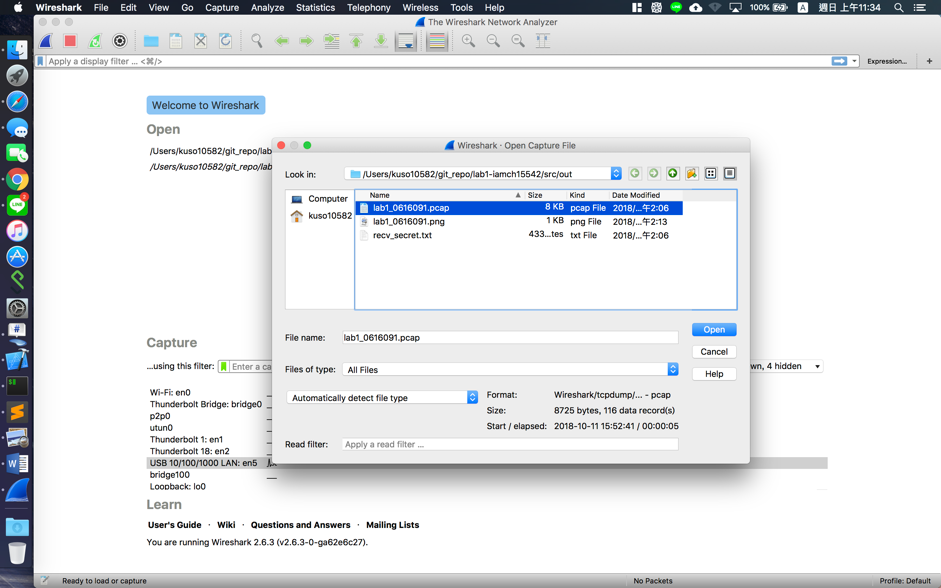 Wireshark File Edit View Go Capture Analyze Statistics Telephony Wireless Tools Help 100% A 週日 上午11:34
The Wireshark Network Analyzer
Apply a display filter ... <⌘/> Expression... +
Welcome to Wireshark
Open
/Users/kuso10582/git_repo/lab
/Users/kuso10582/git_repo/lab
Wireshark · Open Capture File
Look in: /Users/kuso10582/git_repo/lab1-iamch15542/src/out
Computer
kuso10582
Name Size Kind Date Modified
lab1_0616091.pcap 8 KB pcap File 2018/...午2:06
lab1_0616091.png 1 KB png File 2018/...午2:13
recv_secret.txt 433...tes txt File 2018/...午2:06
File name: lab1_0616091.pcap Open
Cancel
Files of type: All Files Help
Automatically detect file type
Format: Wireshark/tcpdump/... - pcap
Size: 8725 bytes, 116 data record(s)
Start / elapsed: 2018-10-11 15:52:41 / 00:00:05
Read filter: Apply a read filter ...
Capture
...using this filter: Enter a ca wn, 4 hidden
Wi-Fi: en0
Thunderbolt Bridge: bridge0
p2p0
utun0
Thunderbolt 1: en1
Thunderbolt 18: en2
USB 10/100/1000 LAN: en5
bridge100
Loopback: lo0
Learn
User's Guide · Wiki · Questions and Answers · Mailing Lists
You are running Wireshark 2.6.3 (v2.6.3-0-ga62e6c27).
Ready to load or capture No Packets Profile: Default